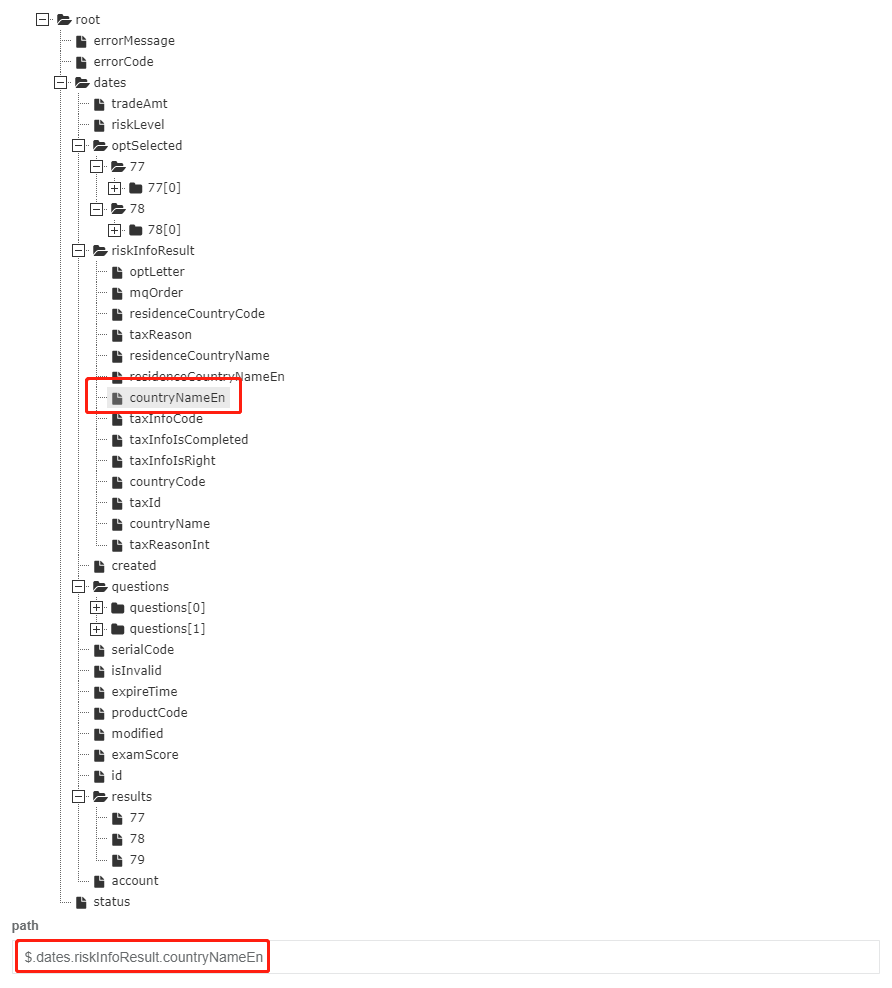 root
errorMessage
errorCode
dates
tradeAmt
riskLevel
optSelected
77
77[0]
78
78[0]
riskInfoResult
optLetter
mqOrder
residenceCountryCode
taxReason
residenceCountryName
residenceCountryNameEn
countryNameEn
taxInfoCode
taxInfoIsCompleted
taxInfoIsRight
countryCode
taxId
countryName
taxReasonInt
created
questions
questions[0]
questions[1]
serialCode
isInvalid
expireTime
productCode
modified
examScore
id
results
77
78
79
account
status
path
$.dates.riskInfoResult.countryNameEn